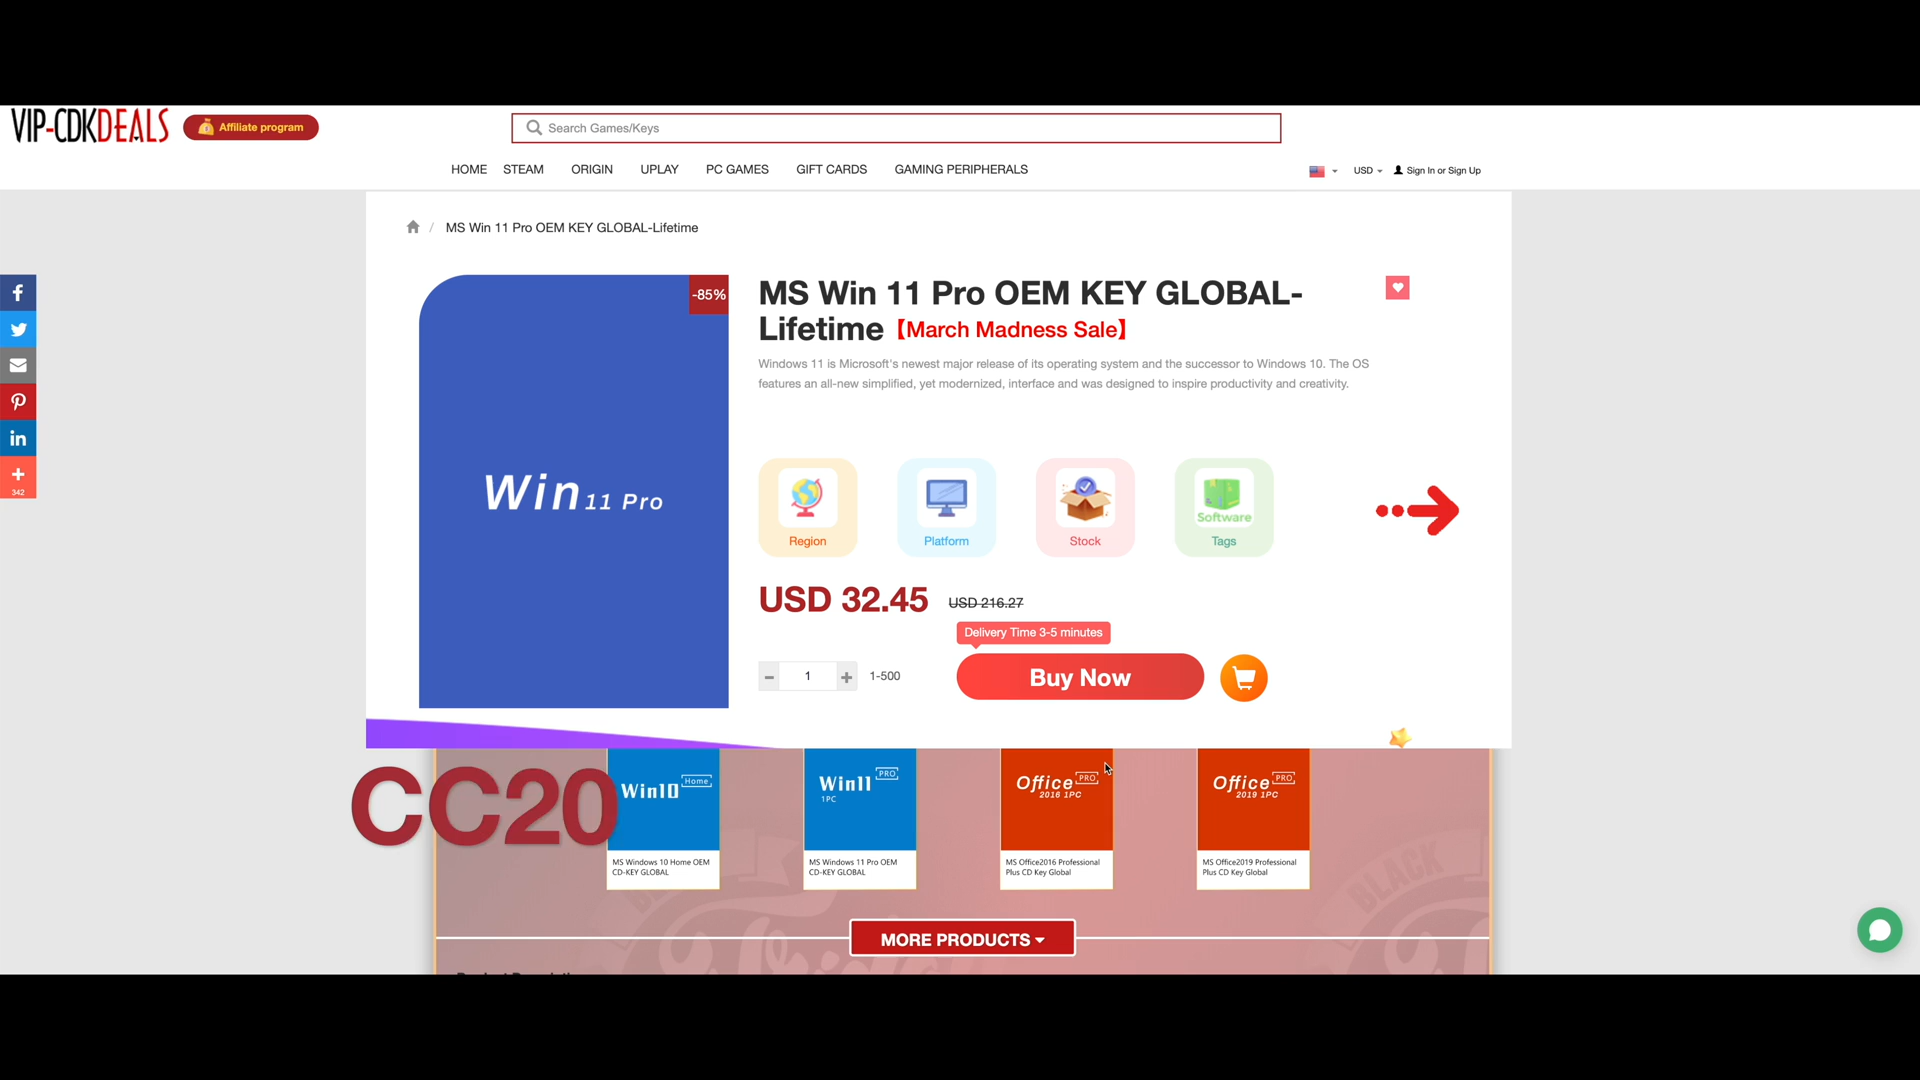 VIP-CDKDEALS
Affiliate program
Search Games/Keys
HOME STEAM ORIGIN UPLAY PC GAMES GIFT CARDS GAMING PERIPHERALS
USD Sign In or Sign Up
/ MS Win 11 Pro OEM KEY GLOBAL-Lifetime
-85%
Win 11 Pro
MS Win 11 Pro OEM KEY GLOBAL-
Lifetime【March Madness Sale】
Windows 11 is Microsoft's newest major release of its operating system and the successor to Windows 10. The OS
features an all-new simplified, yet modernized, interface and was designed to inspire productivity and creativity.
342
Software
Region Platform Stock Tags
USD 32.45 USD 216.27
Delivery Time 3-5 minutes
1 1-500 Buy Now
CC20
Win10 Home
Win11 PRO
1PC
Office PRO
2016 1PC
Office PRO
2019 1PC
MS Windows 10 Home OEM
CD-KEY GLOBAL
MS Windows 11 Pro OEM
CD-KEY GLOBAL
MS Office2016 Professional
Plus CD Key Global
MS Office2019 Professional
Plus CD Key Global
BLACK
MORE PRODUCTS